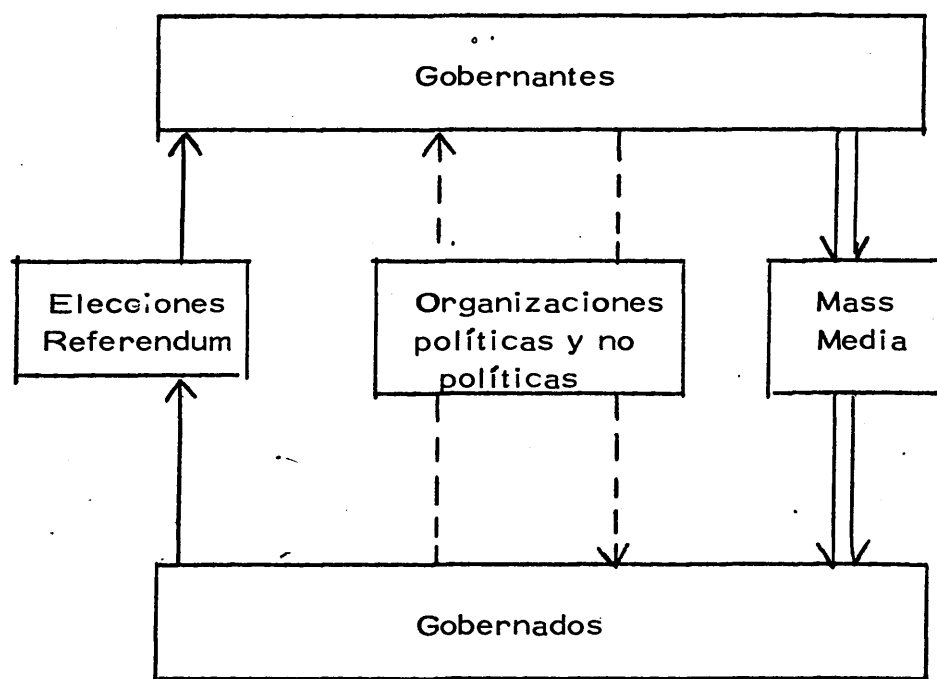 Gobernantes
Elecciones
Referendum
Organizaciones
políticas y no
políticas
Mass
Media
Gobernados